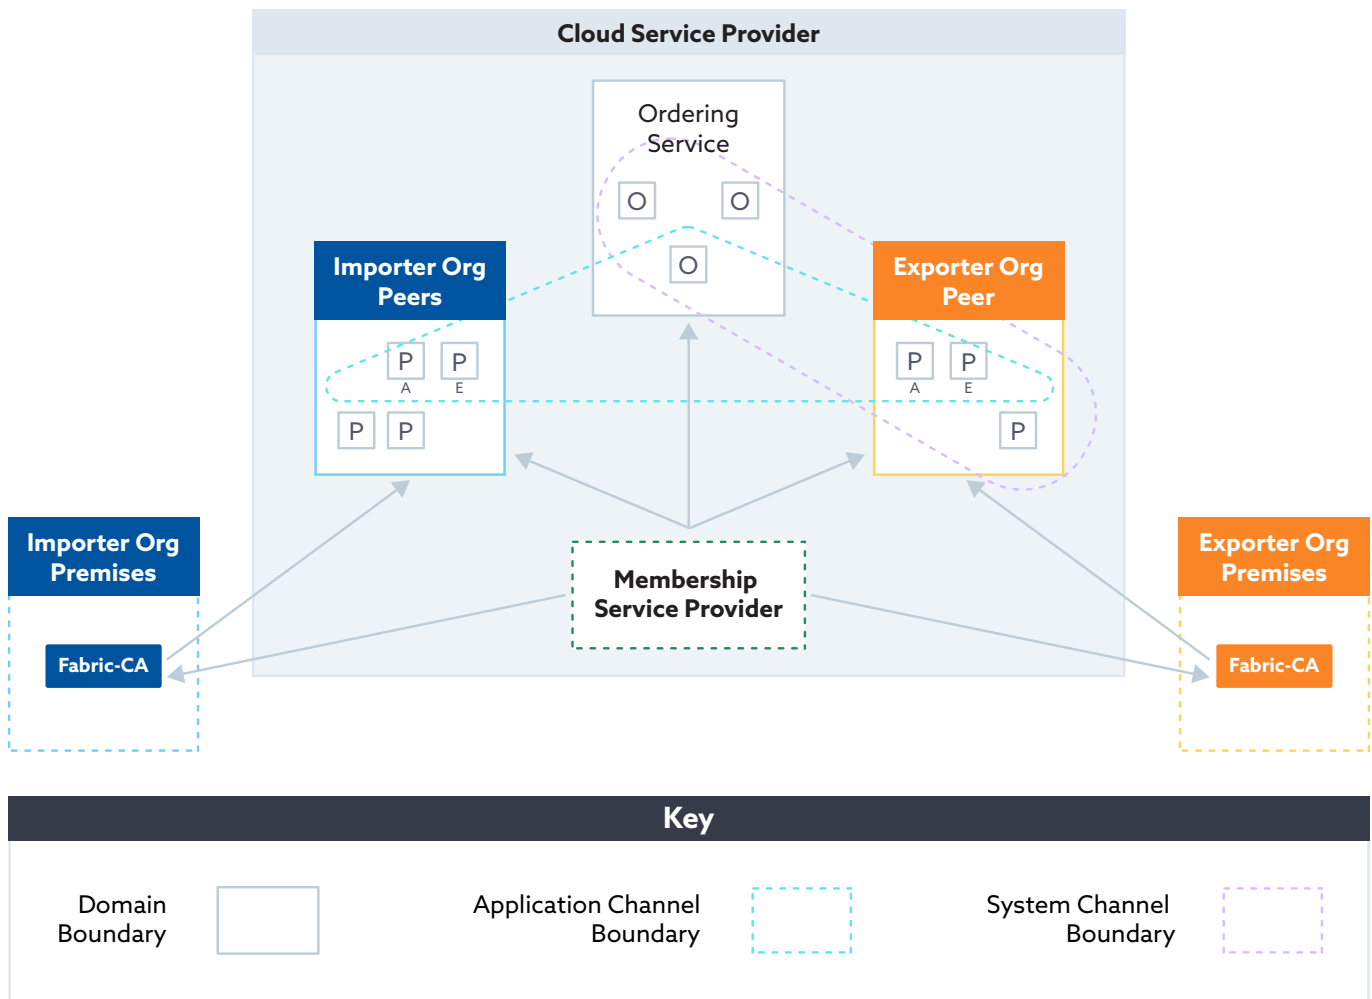 Cloud Service Provider
Ordering
Service
O
O
O
Importer Org
Peers
P
A
P
E
P
P
Exporter Org
Peer
P
A
P
E
P
Importer Org
Premises
Fabric-CA
Membership
Service Provider
Exporter Org
Premises
Fabric-CA
Key
Domain
Boundary
Application Channel
Boundary
System Channel
Boundary